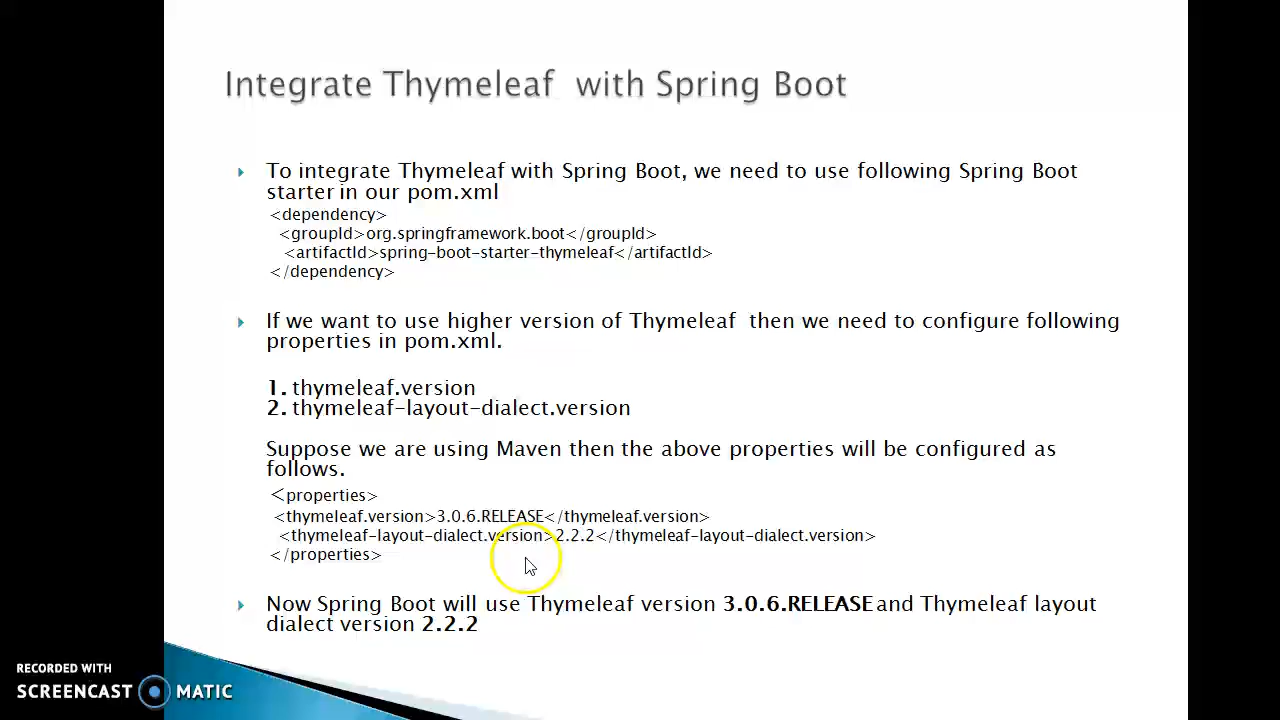 Integrate Thymeleaf with Spring Boot
To integrate Thymeleaf with Spring Boot, we need to use following Spring Boot
starter in our pom.xml
<dependency>
<groupId>org.springframework.boot</groupId>
<artifactId>spring-boot-starter-thymeleaf</artifactId>
</dependency>
If we want to use higher version of Thymeleaf then we need to configure following
properties in pom.xml.
1. thymeleaf.version
2. thymeleaf-layout-dialect.version
Suppose we are using Maven then the above properties will be configured as
follows.
<properties>
<thymeleaf.version>3.0.6.RELEASE</thymeleaf.version>
<thymeleaf-layout-dialect.version>2.2.2</thymeleaf-layout-dialect.version>
</properties>
Now Spring Boot will use Thymeleaf version 3.0.6.RELEASE and Thymeleaf layout
dialect version 2.2.2
RECORDED WITH
SCREENCAST MATIC